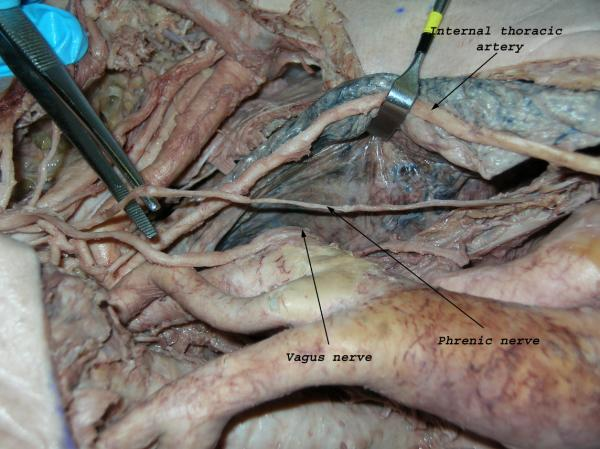 Internal thoracic
artery
Phrenic nerve
Vagus nerve